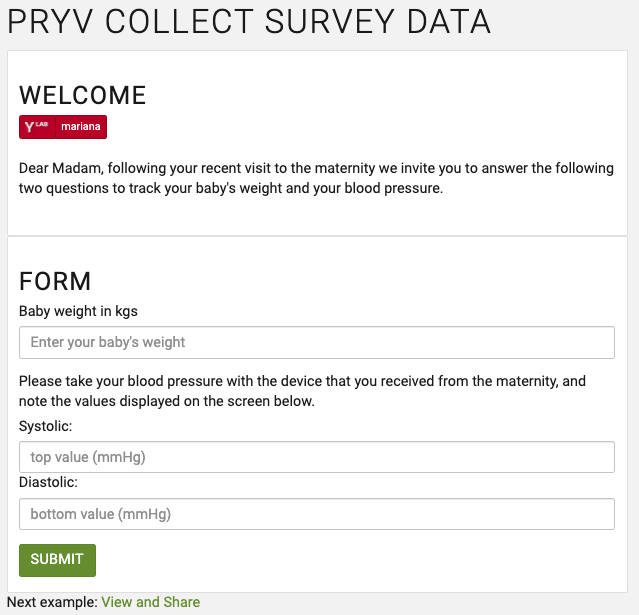 PRYV COLLECT SURVEY DATA
WELCOME
Y LAB mariana
Dear Madam, following your recent visit to the maternity we invite you to answer the following
two questions to track your baby's weight and your blood pressure.
FORM
Baby weight in kgs
Enter your baby's weight
Please take your blood pressure with the device that you received from the maternity, and
note the values displayed on the screen below.
Systolic:
top value (mmHg)
Diastolic:
bottom value (mmHg)
SUBMIT
Next example: View and Share